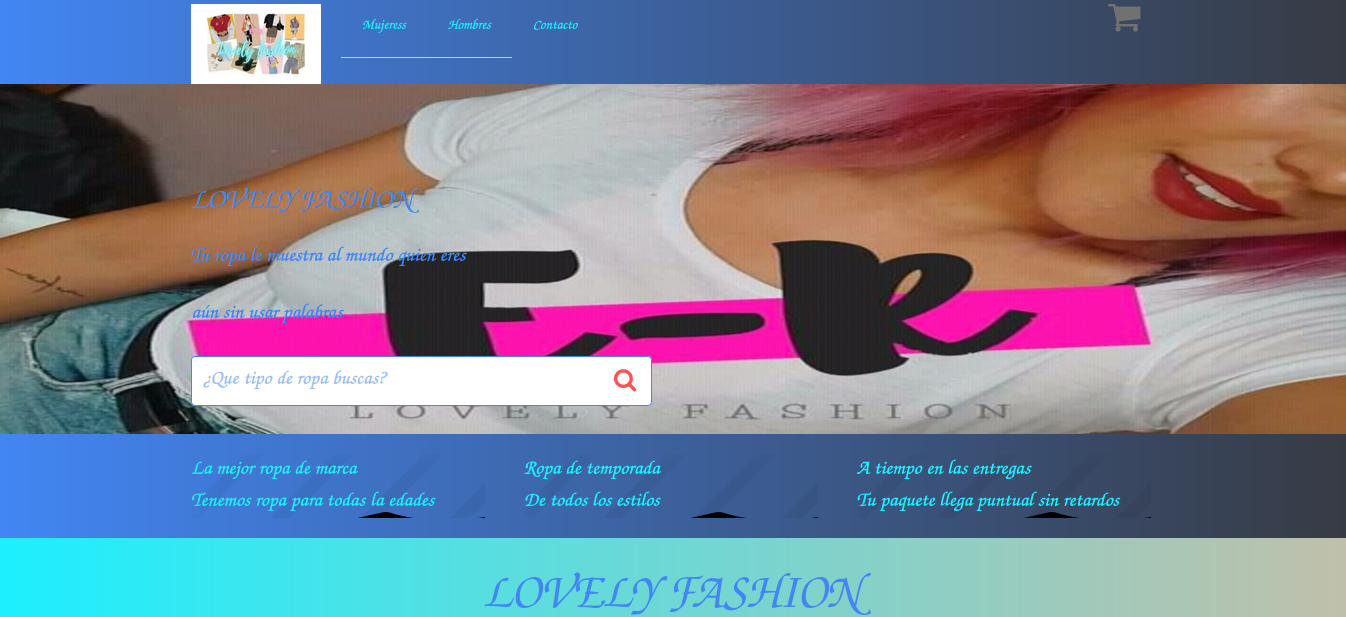 Lovely Fashion
Mujeress Hombres Contacto
LOVELY FASHION
Tu ropa le muestra al mundo quien eres
aún sin usar palabras
E-R
¿Que tipo de ropa buscas?
LOVELY FASHION
La mejor ropa de marca
Tenemos ropa para todas la edades
Ropa de temporada
De todos los estilos
A tiempo en las entregas
Tu paquete llega puntual sin retardos
LOVELY FASHION